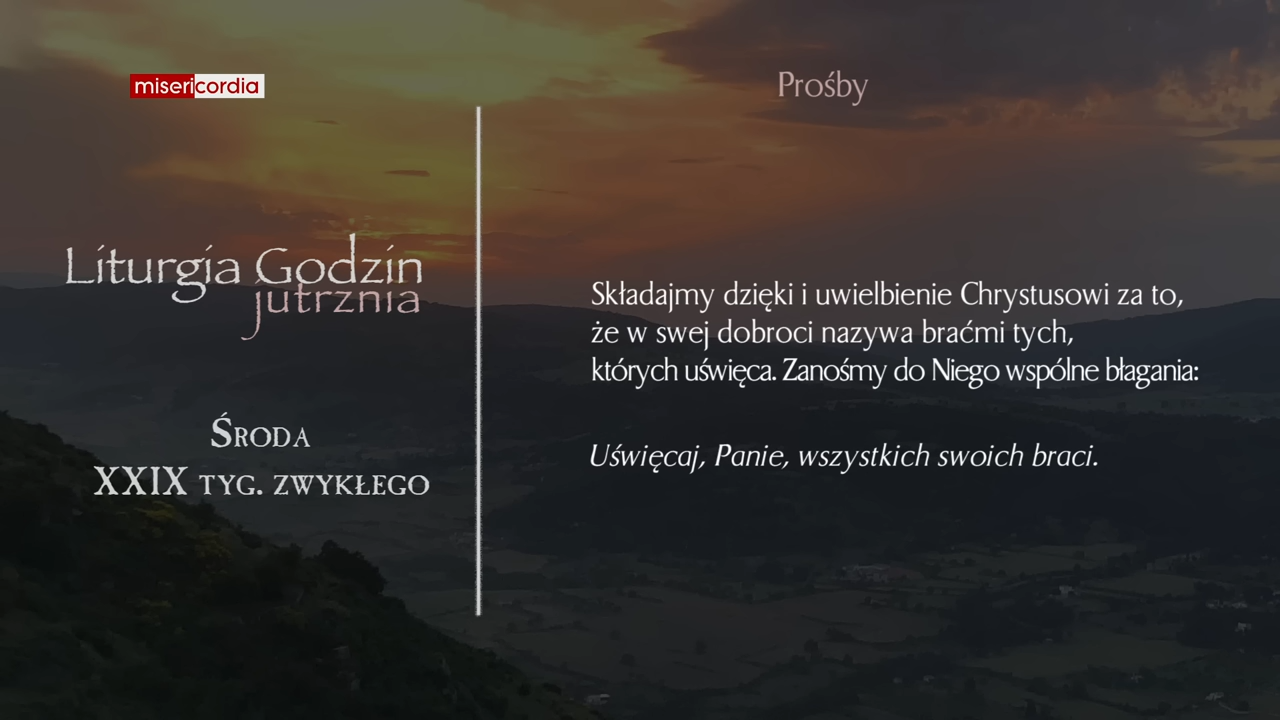 misericordia
Prośby
Liturgia Godzin
jutrznia
Środa
XXIX tyg. zwykłego
Składajmy dzięki i uwielbienie Chrystusowi za to,
że w swej dobroci nazywa braćmi tych,
których uświęca. Zanośmy do Niego wspólne błagania:
Uświęcaj, Panie, wszystkich swoich braci.